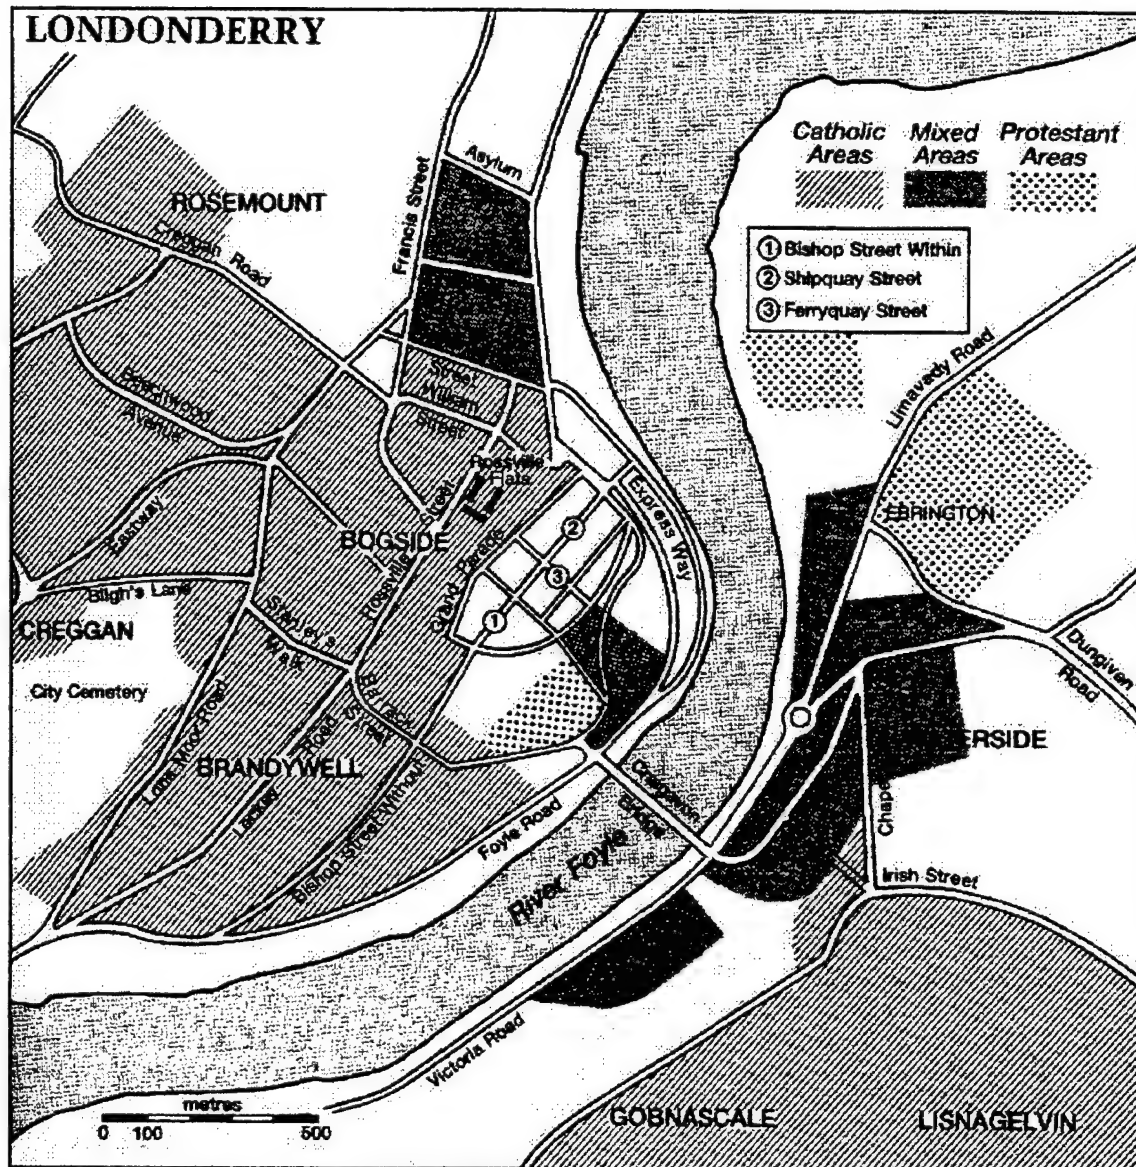 LONDONDERRY
Catholic Areas
Mixed Areas
Protestant Areas
① Bishop Street Within
② Shipquay Street
③ Ferryquay Street
Asylum
Francis Street
ROSEMOUNT
Creggan Road
Limavady Road
Street
William Street
Beechwood Avenue
Rossville Flats
Express Way
EBRINGTON
Eastway
BOGSIDE
Rossville Street
Grand Parade
②
③
①
Bligh's Lane
CREGGAN
Stanley's Walk
City Cemetery
Dungiven Road
Lone Moor Road
BRANDYWELL
Lecky Road
Street
Bishop Street Without
Foyle Road
Craigavon Bridge
River Foyle
ERSIDE
Chape
Irish Street
Victoria Road
metres
0 100 500
GOBNASCALE
LISNAGELVIN